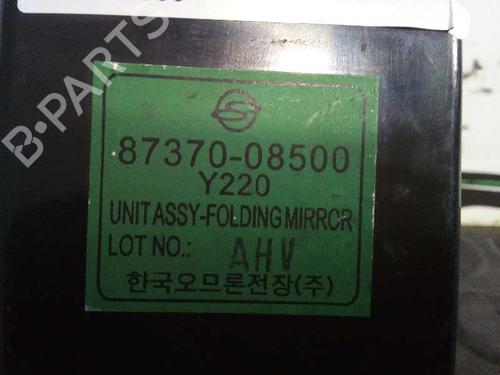 87370-08500
Y220
UNIT ASSY-FOLDING MIRROR
LOT NO.: AHV
한국오므론전장(주)
B-PARTS